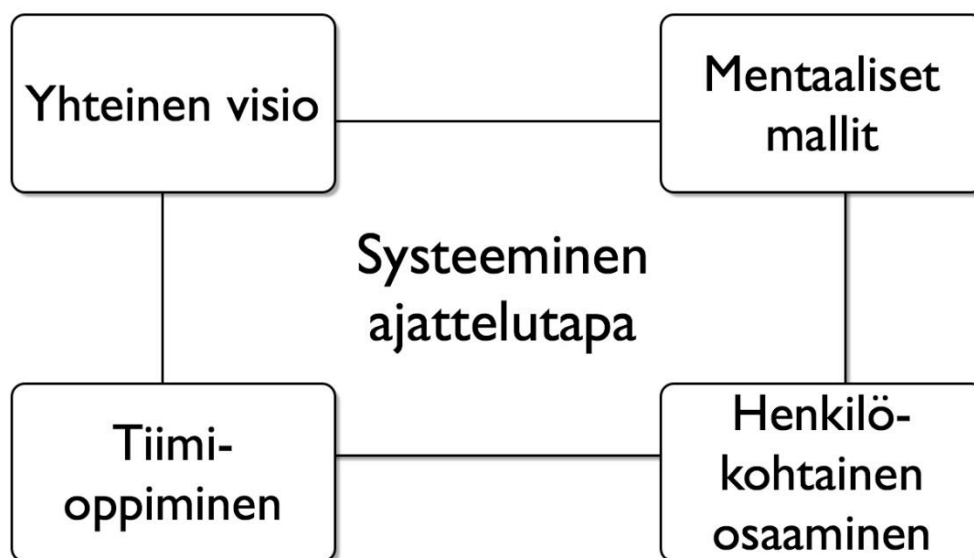 Yhteinen visio
Mentaaliset
mallit
Systeeminen
ajattelutapa
Tiimi-
oppiminen
Henkilö-
kohtainen
osaaminen